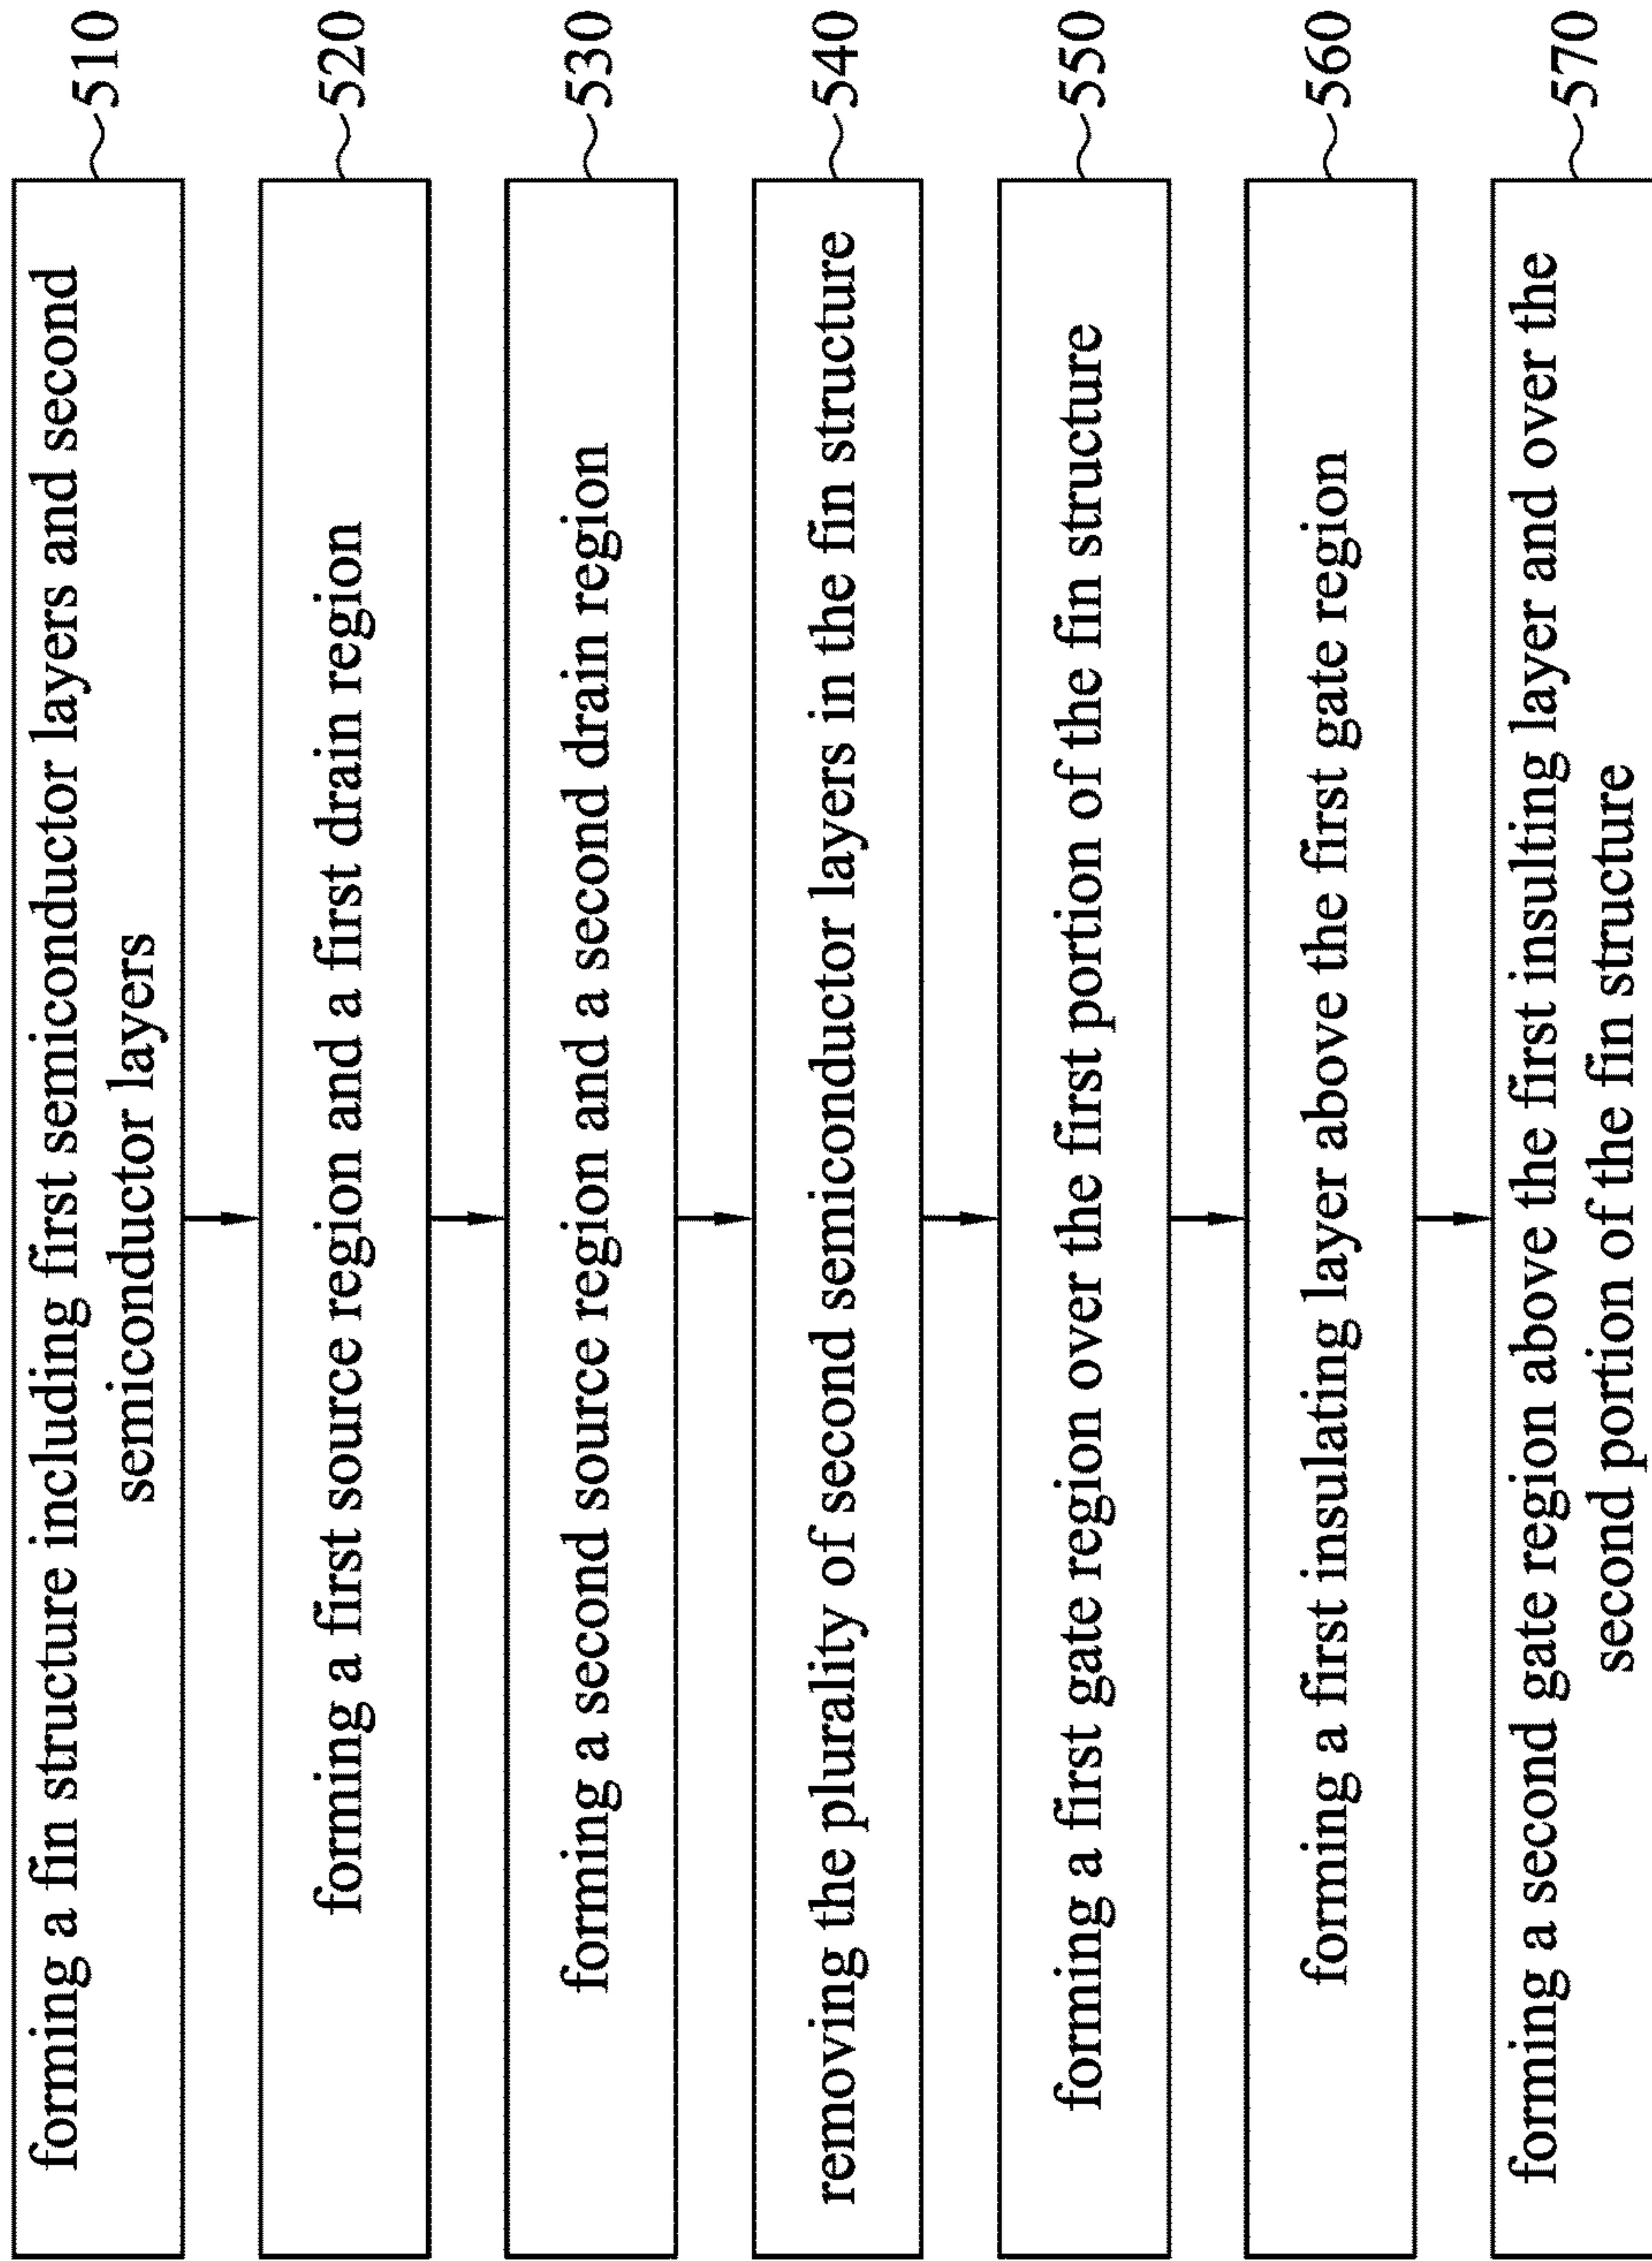 forming a fin structure including first semiconductor layers and second
semiconductor layers
510
forming a first source region and a first drain region
520
forming a second source region and a second drain region
530
removing the plurality of second semiconductor layers in the fin structure
540
forming a first gate region over the first portion of the fin structure
550
forming a first insulating layer above the first gate region
560
forming a second gate region above the first insulting layer and over the
second portion of the fin structure
570